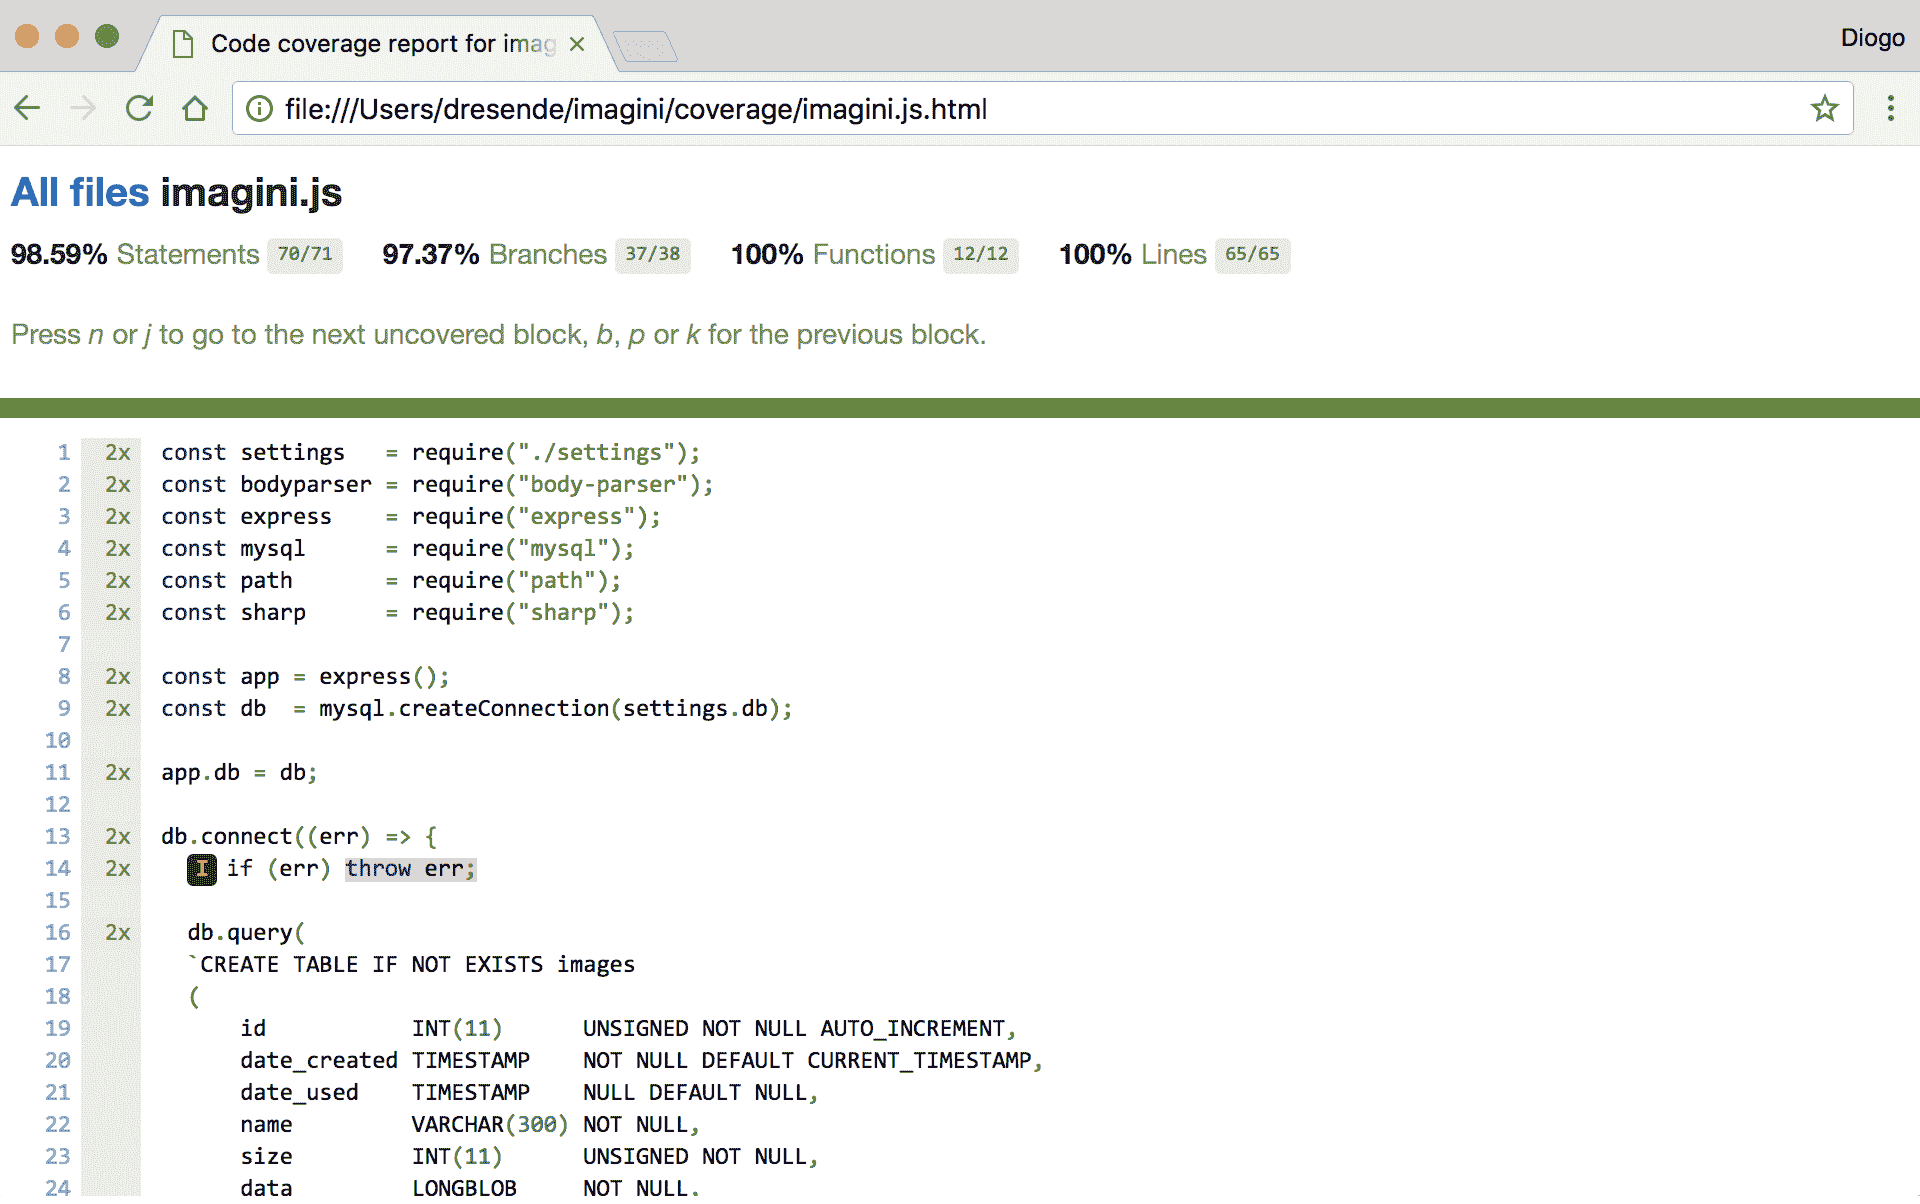 Code coverage report for imag
Diogo
file:///Users/dresende/imagini/coverage/imagini.js.html
All files imagini.js
98.59% Statements 70/71 97.37% Branches 37/38 100% Functions 12/12 100% Lines 65/65
Press n or j to go to the next uncovered block, b, p or k for the previous block.
1 2x const settings   = require("./settings");
2 2x const bodyparser = require("body-parser");
3 2x const express    = require("express");
4 2x const mysql      = require("mysql");
5 2x const path       = require("path");
6 2x const sharp      = require("sharp");
7
8 2x const app = express();
9 2x const db  = mysql.createConnection(settings.db);
10
11 2x app.db = db;
12
13 2x db.connect((err) => {
14 2x   I if (err) throw err;
15
16 2x   db.query(
17   `CREATE TABLE IF NOT EXISTS images
18   (
19       id           INT(11)      UNSIGNED NOT NULL AUTO_INCREMENT,
20       date_created TIMESTAMP    NOT NULL DEFAULT CURRENT_TIMESTAMP,
21       date_used    TIMESTAMP    NULL DEFAULT NULL,
22       name         VARCHAR(300) NOT NULL,
23       size         INT(11)      UNSIGNED NOT NULL,
24       data         LONGBLOB     NOT NULL,